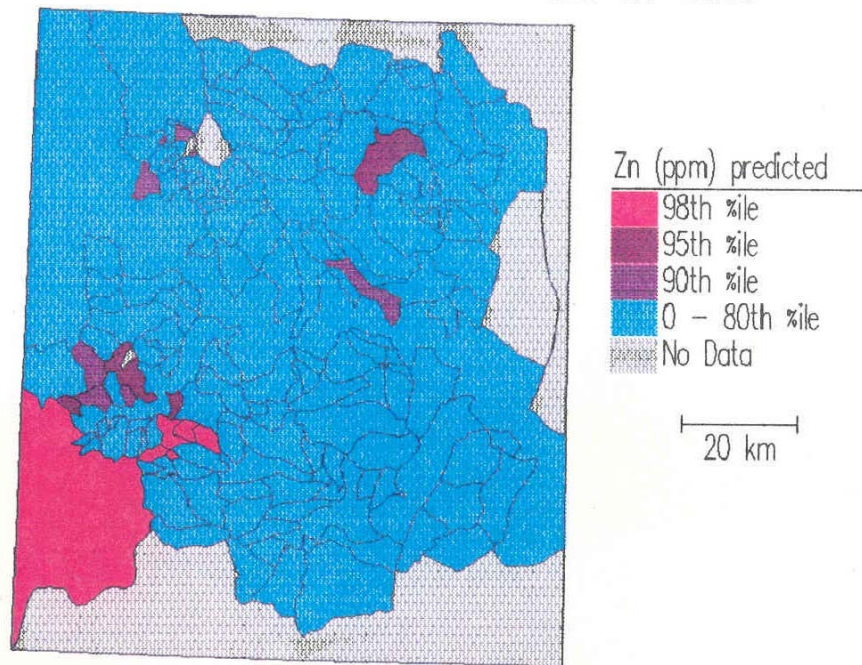 Zn (ppm) predicted
98th %ile
95th %ile
90th %ile
0 - 80th %ile
No Data
20 km